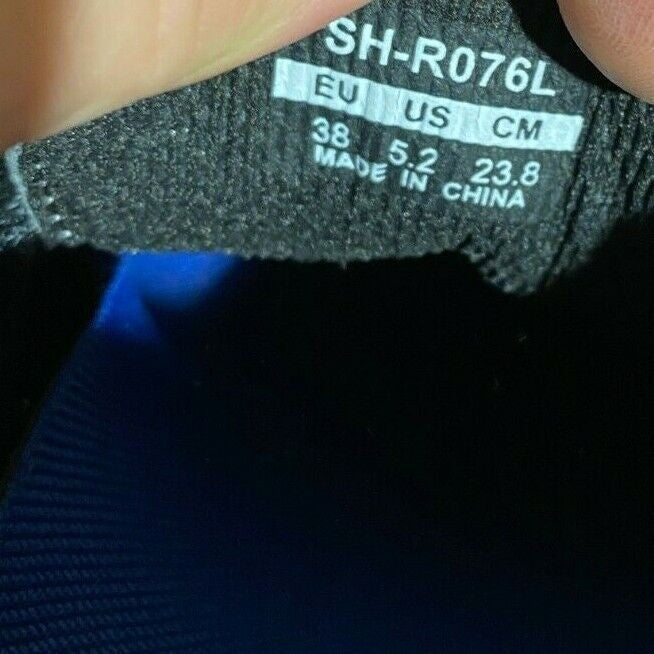 SH-R076L
EU US CM
38 5.2 23.8
MADE IN CHINA